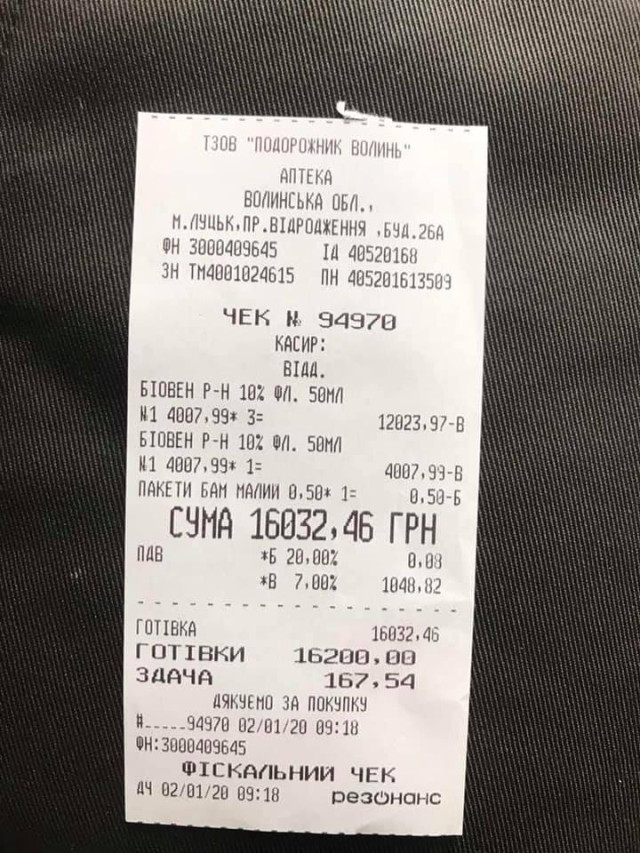 ТЗОВ "ПОДОРОЖНИК ВОЛИНЬ"
АПТЕКА
ВОЛИНСЬКА ОБЛ.,
М.ЛУЦЬК,ПР.ВІДРОДЖЕННЯ ,БУД.26А
ФН 3000409645 ІД 40520168
ЗН ТМ4001024615 ПН 405201613509
ЧЕК № 94970
КАСИР:
ВІДД.
БІОВЕН Р-Н 10% ФЛ. 50МЛ
№1 4007,99* 3= 12023,97-В
БІОВЕН Р-Н 10% ФЛ. 50МЛ
№1 4007,99* 1= 4007,99-В
ПАКЕТИ БАМ МАЛИЙ 0,50* 1= 0,50-Б
СУМА 16032,46 ГРН
ПДВ *Б 20,00% 0,08
*В 7,00% 1048,82
ГОТІВКА 16032,46
ГОТІВКИ 16200,00
ЗДАЧА 167,54
ДЯКУЄМО ЗА ПОКУПКУ
#_____94970 02/01/20 09:18
ФН:3000409645
ФІСКАЛЬНИЙ ЧЕК
ДЧ 02/01/20 09:18 резонанс